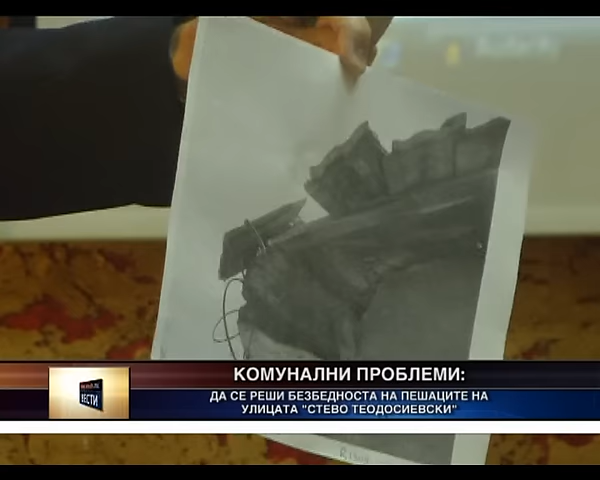 КОМУНАЛНИ ПРОБЛЕМИ:
ДА СЕ РЕШИ БЕЗБЕДНОСТА НА ПЕШАЦИТЕ НА
УЛИЦАТА "СТЕВО ТЕОДОСИЕВСКИ"
ВЕСТИ